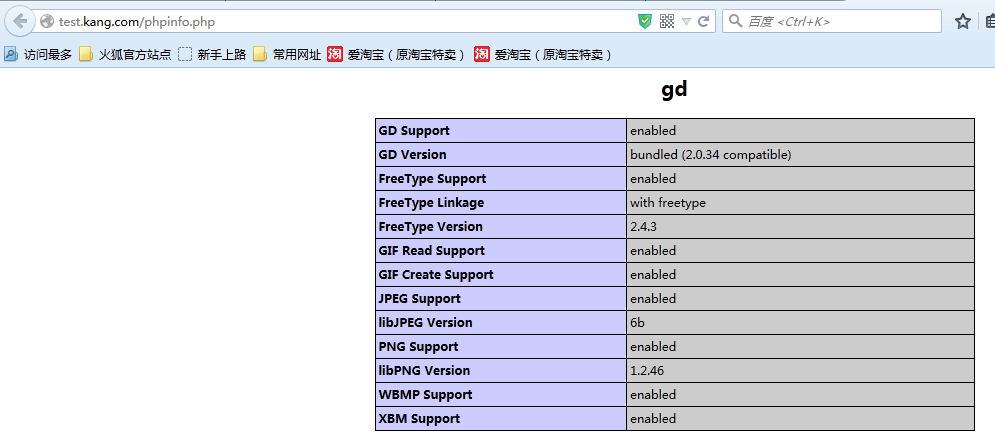 test.kang.com/phpinfo.php
百度 <Ctrl+K>
访问最多 火狐官方站点 新手上路 常用网址 淘 爱淘宝（原淘宝特卖） 淘 爱淘宝（原淘宝特卖）
gd
GD Support enabled
GD Version bundled (2.0.34 compatible)
FreeType Support enabled
FreeType Linkage with freetype
FreeType Version 2.4.3
GIF Read Support enabled
GIF Create Support enabled
JPEG Support enabled
libJPEG Version 6b
PNG Support enabled
libPNG Version 1.2.46
WBMP Support enabled
XBM Support enabled